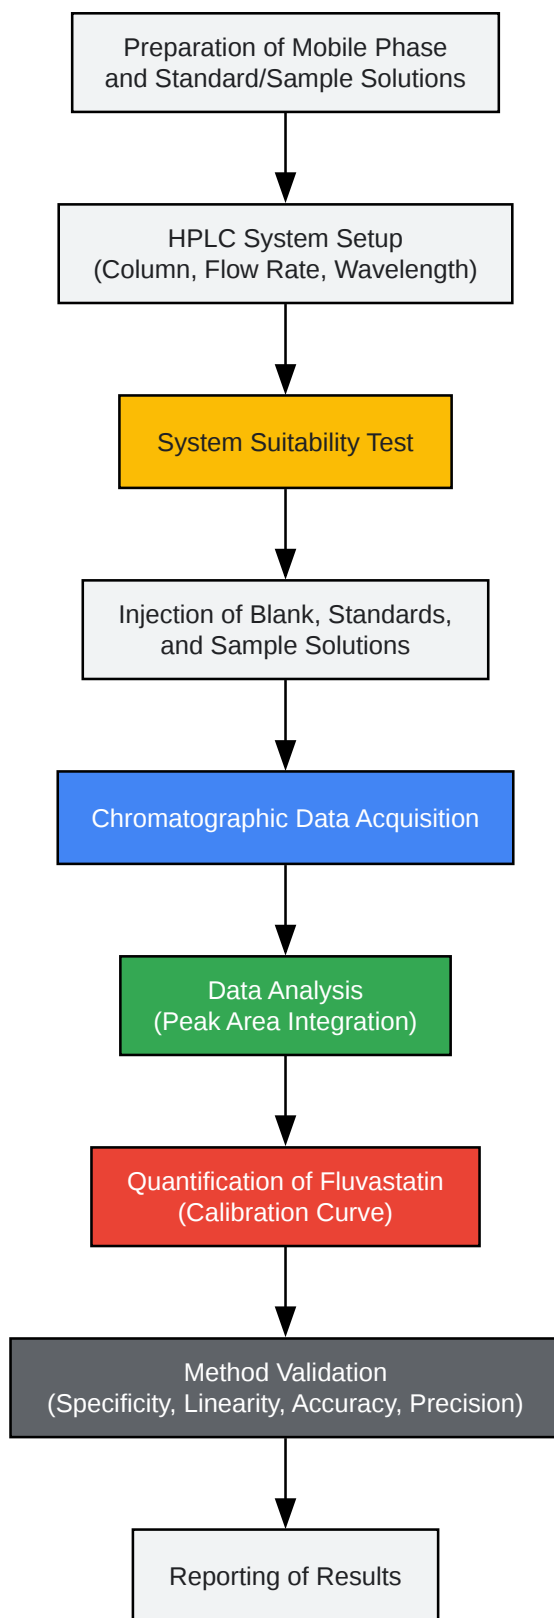 Preparation of Mobile Phase
and Standard/Sample Solutions
HPLC System Setup
(Column, Flow Rate, Wavelength)
System Suitability Test
Injection of Blank, Standards,
and Sample Solutions
Chromatographic Data Acquisition
Data Analysis
(Peak Area Integration)
Quantification of Fluvastatin
(Calibration Curve)
Method Validation
(Specificity, Linearity, Accuracy, Precision)
Reporting of Results